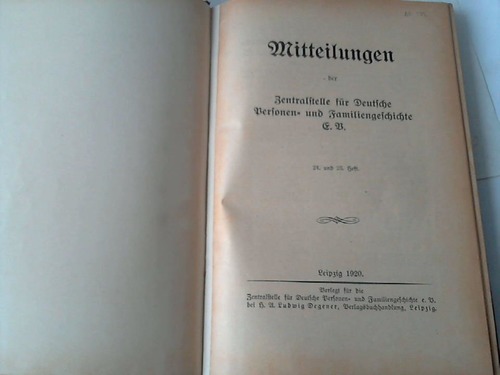 Mitteilungen
der
Zentralstelle für Deutsche
Personen- und Familiengeschichte
E. V.
und Heft.
Leipzig 1920.
Verlegt für die
Zentralstelle für Deutsche Personen- und Familiengeschichte e. V.
bei H. A. Ludwig Degener, Verlagsbuchhandlung, Leipzig.